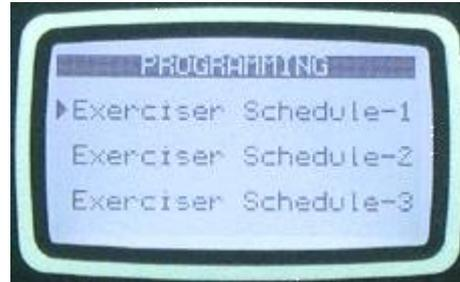 PROGRAMMING
▶Exerciser Schedule-1
Exerciser Schedule-2
Exerciser Schedule-3